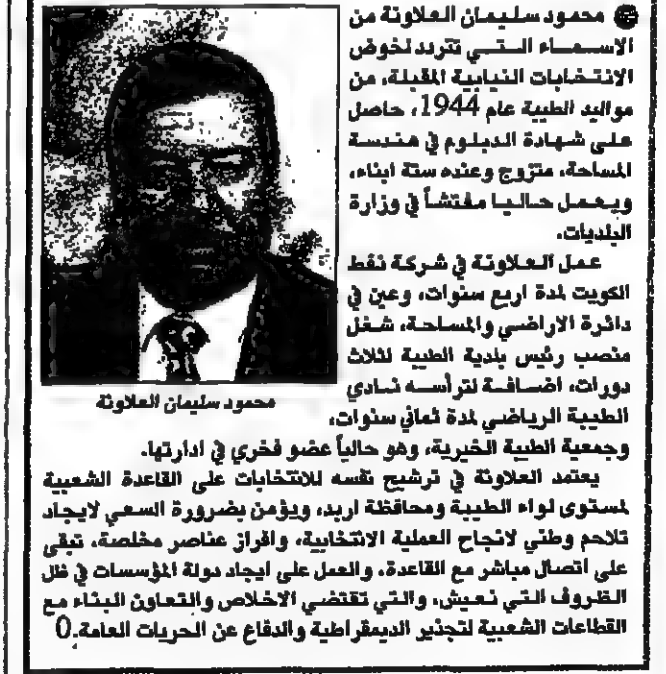 محمود سليمان العلاونة من
الاسماء التي تتردد لخوض
الانتخابات النيابية المقبلة، من
مواليد الطيبة عام 1944، حاصل
على شهادة الدبلوم في هندسة
المساحة، متزوج وعنده ستة ابناء،
ويعمل حاليا مفتشاً في وزارة
البلديات.
عمل العلاونة في شركة نفط
الكويت لمدة اربع سنوات، وعين في
دائرة الاراضي والمساحة، شغل
منصب رئيس بلدية الطيبة لثلاث
دورات، اضافة لترأسه نادي
الطيبة الرياضي لمدة ثماني سنوات،
وجمعية الطيبة الخيرية، وهو حالياً عضو فخري في ادارتها.
يعتمد العلاونة في ترشيح نفسه للانتخابات على القاعدة الشعبية
لمستوى لواء الطيبة ومحافظة اربد، ويؤمن بضرورة السعي لايجاد
تلاحم وطني لانجاح العملية الانتخابية، وافراز عناصر مخلصة، تبقى
على اتصال مباشر مع القاعدة، والعمل على ايجاد دولة المؤسسات في ظل
الظروف التي نعيش، والتي تقتضي الاخلاص والتعاون البناء مع
القطاعات الشعبية لتجذير الديمقراطية والدفاع عن الحريات العامة.0
محمود سليمان العلاونة